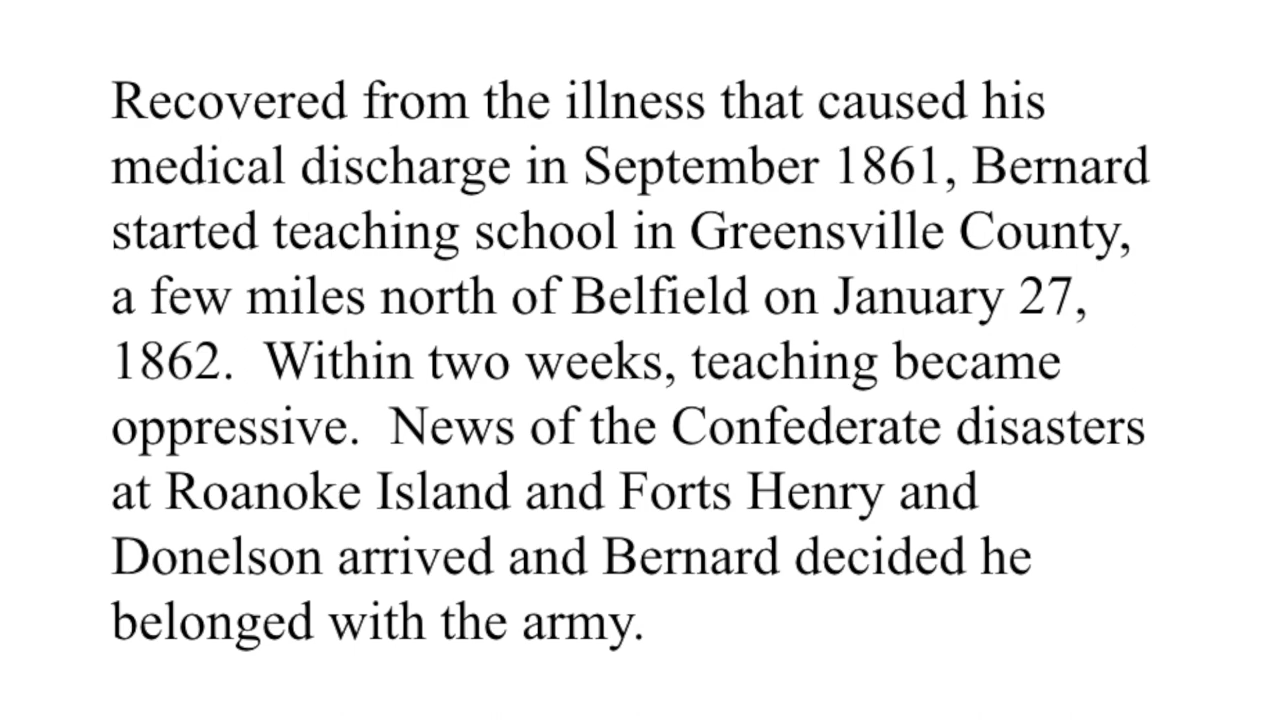 Recovered from the illness that caused his
medical discharge in September 1861, Bernard
started teaching school in Greensville County,
a few miles north of Belfield on January 27,
1862.  Within two weeks, teaching became
oppressive.  News of the Confederate disasters
at Roanoke Island and Forts Henry and
Donelson arrived and Bernard decided he
belonged with the army.